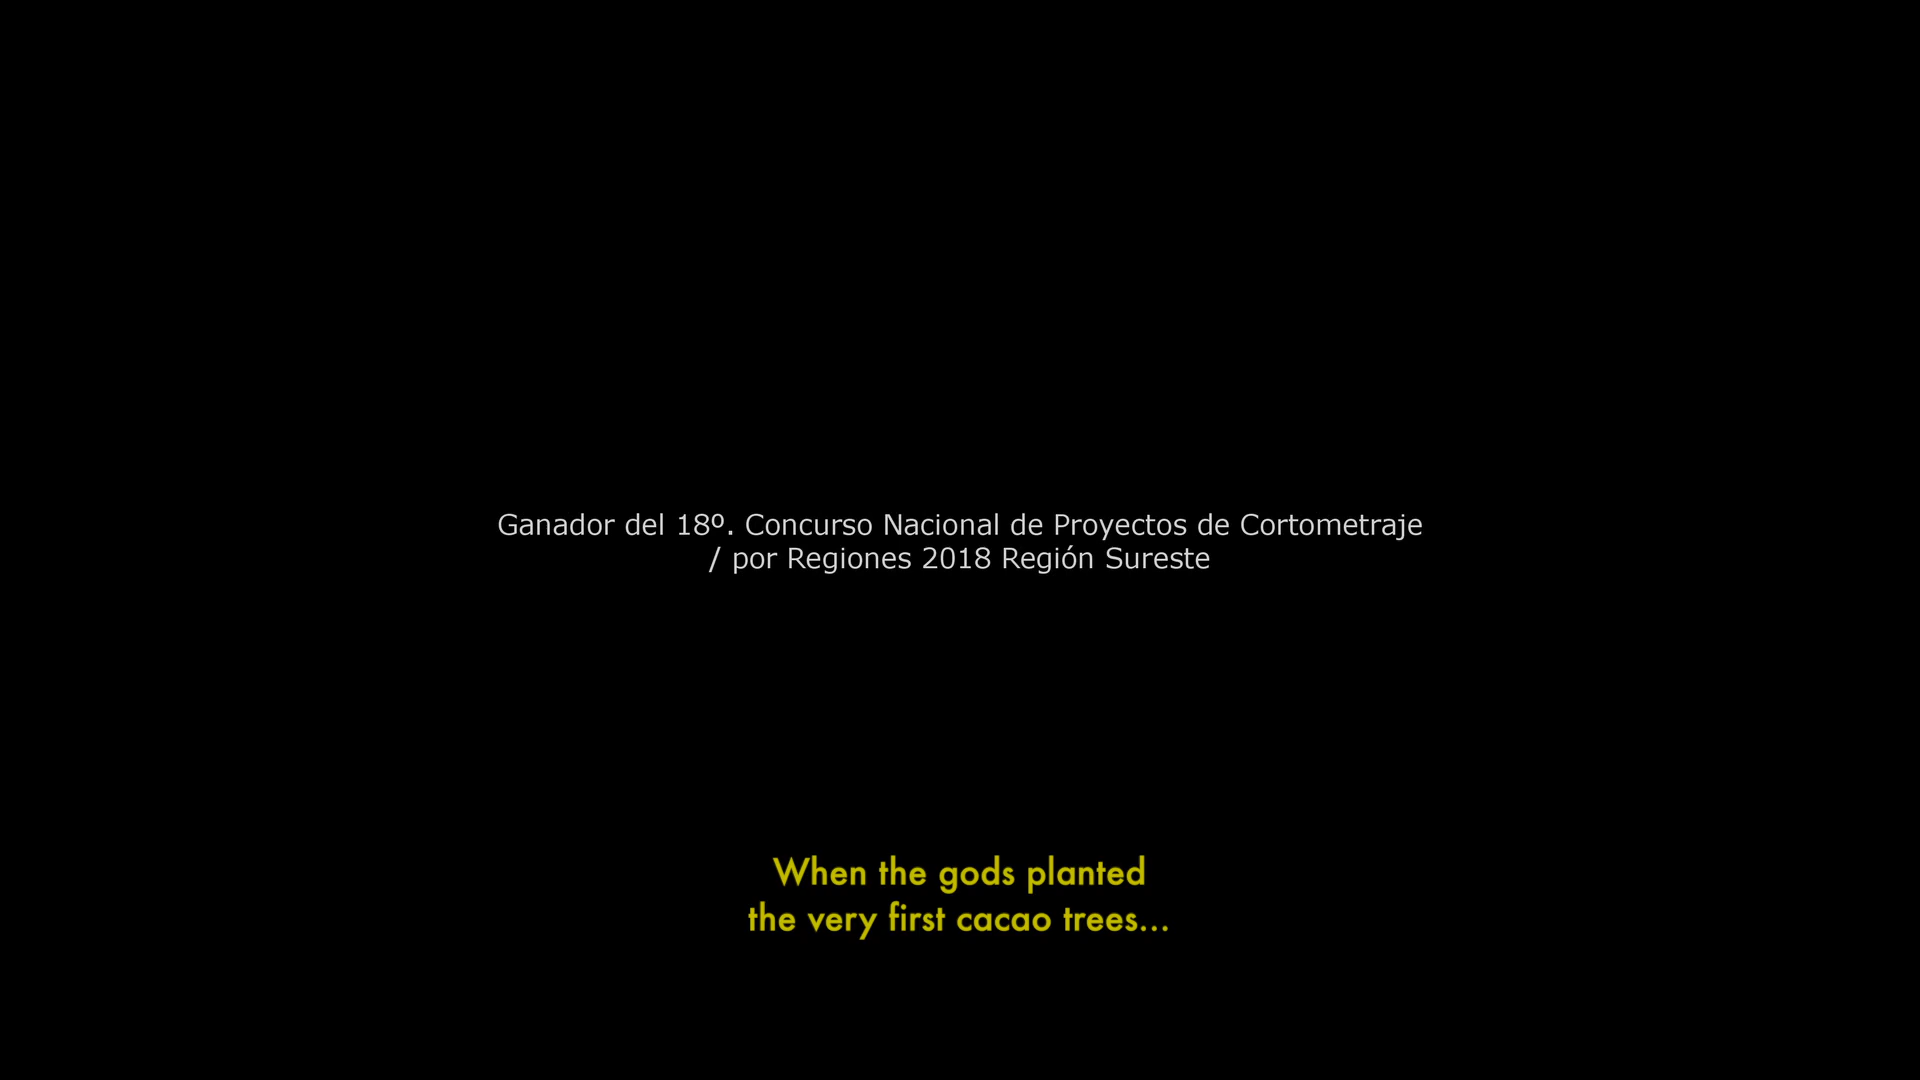 Ganador del 18º. Concurso Nacional de Proyectos de Cortometraje
/ por Regiones 2018 Región Sureste
When the gods planted
the very first cacao trees...